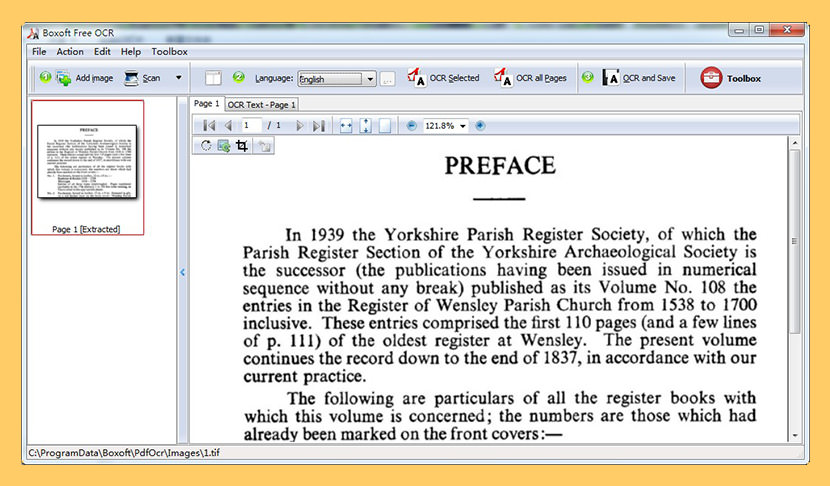 Boxoft Free OCR
File Action Edit Help Toolbox
1 Add image Scan 2 Language: English ... OCR Selected OCR all Pages 3 OCR and Save Toolbox
Page 1 OCR Text - Page 1
1 / 1 121.8%
PREFACE
Page 1 [Extracted]
PREFACE
In 1939 the Yorkshire Parish Register Society, of which the
Parish Register Section of the Yorkshire Archaeological Society is
the successor (the publications having been issued in numerical
sequence without any break) published as its Volume No. 108 the
entries in the Register of Wensley Parish Church from 1538 to 1700
inclusive. These entries comprised the first 110 pages (and a few lines
of p. 111) of the oldest register at Wensley. The present volume
continues the record down to the end of 1837, in accordance with our
current practice.
The following are particulars of all the register books with
which this volume is concerned; the numbers are those which had
already been marked on the front covers:—
C:\ProgramData\Boxoft\PdfOcr\Images\1.tif